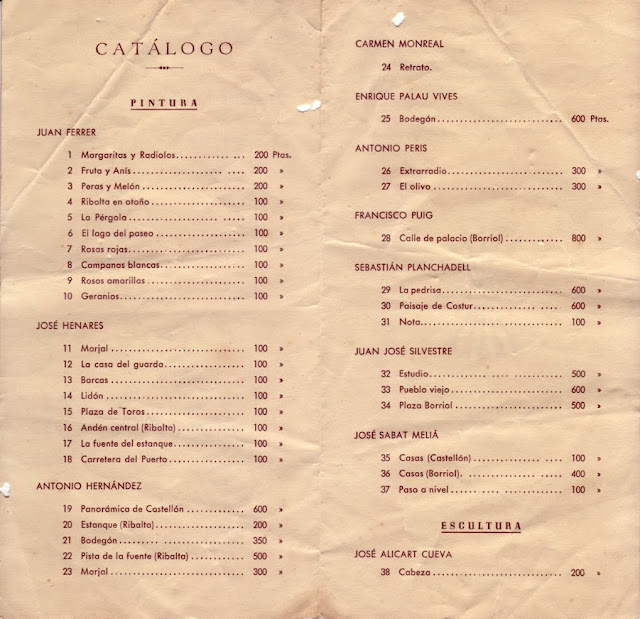 CATÁLOGO
PINTURA
JUAN FERRER
1 Margaritas y Radiolos............... ... 200 Ptas.
2 Fruta y Anís..................... .... 200 »
3 Peras y Melón........................ 200 »
4 Ribolta en otoño..................... 100 »
5 La Pérgola.................... ..... 100 »
6 El lago del paseo..................... 100 »
7 Rosas rojas.......................... 100 »
8 Campanas blancas..................... 100 »
9 Rosas amarillas....................... 100 »
10 Geranios............................. 100 »
JOSÉ HENARES
11 Marjal............................... 100 »
12 La casa del guarda.................... 100 »
13 Barcas............................... 100 »
14 Lidón................................ 100 »
15 Plaza de Toros....................... 100 »
16 Andén central (Ribalta)................. 100 »
17 La fuente del estanque................. 100 »
18 Carretera del Puerto................... 100 »
ANTONIO HERNÁNDEZ
19 Panorámica de Castellón............... 600 »
20 Estanque (Ribalta)..................... 200 »
21 Bodegón......... ................... 350 »
22 Pista de la fuente (Ribalta).............. 500 »
23 Marjal............................... 300 »
CARMEN MONREAL
24 Retrato.
ENRIQUE PALAU VIVES
25 Bodegón............................ 600 Ptas.
ANTONIO PERIS
26 Extrarradio.......................... 300 »
27 El olivo.............................. 300 »
FRANCISCO PUIG
28 Calle de palacio (Borriol).............. 800 »
SEBASTIÁN PLANCHADELL
29 La pedrisa........................... 600 »
30 Paisaje de Costur............ .... 600 »
31 Nota................................ 100 »
JUAN JOSÉ SILVESTRE
32 Estudio............. .... ........... 500 »
33 Pueblo viejo......................... 600 »
34 Plaza Borriol........................ 500 »
JOSÉ SABAT MELIÁ
35 Casas (Castellón)............ .... ... 100 »
36 Casas (Borriol). ..................... 400 »
37 Paso a nivel..... .... .............. 100 »
ESCULTURA
JOSÉ ALICART CUEVA
38 Cabeza............................. 200 »